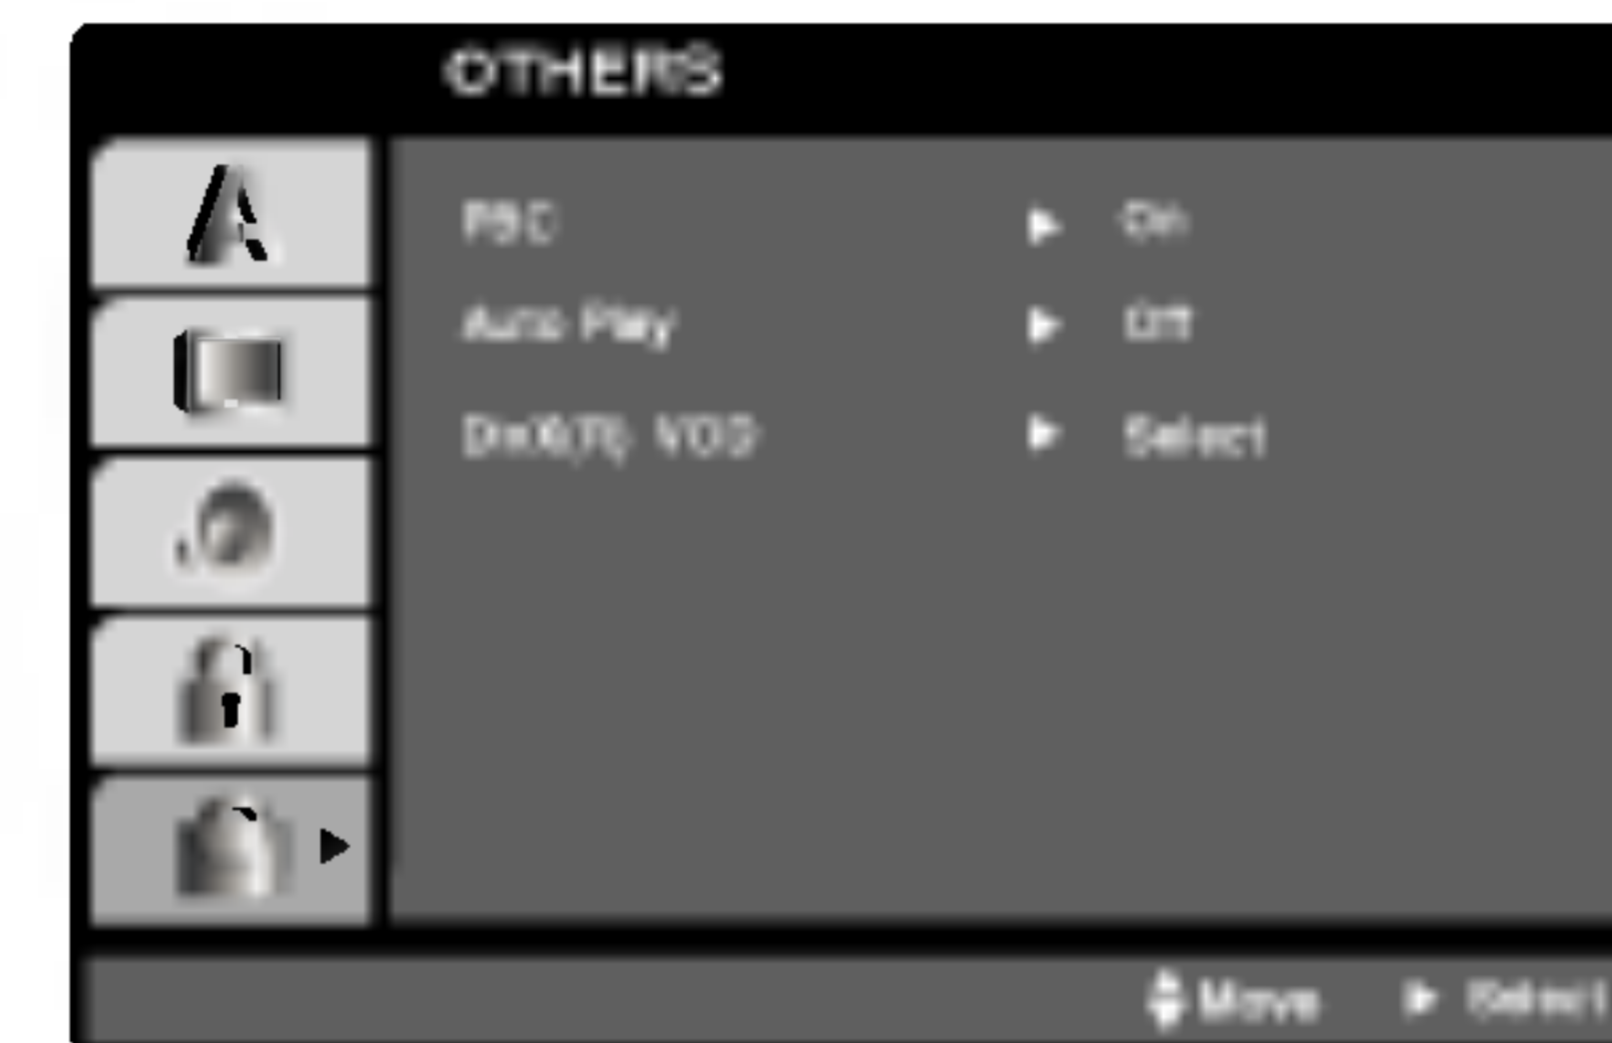 OTHERS
PBC On
Auto Play Off
DivX(R) VOD Select
Move Select